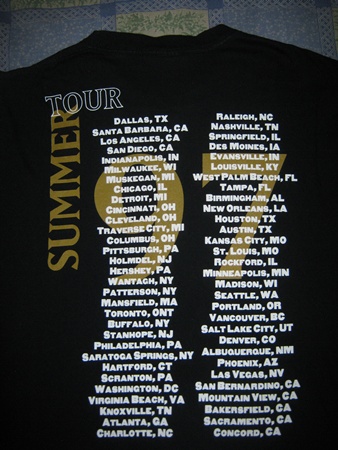 SUMMER
TOUR
97
Dallas, TX
Santa Barbara, CA
Los Angeles, CA
San Diego, CA
Indianapolis, IN
Milwaukee, WI
Muskegan, MI
Chicago, IL
Detroit, MI
Cincinnati, OH
Cleveland, OH
Traverse City, MI
Columbus, OH
Pittsburgh, PA
Holmdel, NJ
Hershey, PA
Wantagh, NY
Patterson, NY
Mansfield, MA
Toronto, ONT
Buffalo, NY
Stanhope, NJ
Philadelphia, PA
Saratoga Springs, NY
Hartford, CT
Scranton, PA
Washington, DC
Virginia Beach, VA
Knoxville, TN
Atlanta, GA
Charlotte, NC
Raleigh, NC
Nashville, TN
Springfield, IL
Des Moines, IA
Evansville, IN
Louisville, KY
West Palm Beach, FL
Tampa, FL
Birmingham, AL
New Orleans, LA
Houston, TX
Austin, TX
Kansas City, MO
St. Louis, MO
Rockford, IL
Minneapolis, MN
Madison, WI
Seattle, WA
Portland, OR
Vancouver, BC
Salt Lake City, UT
Denver, CO
Albuquerque, NM
Phoenix, AZ
Las Vegas, NV
San Bernardino, CA
Mountain View, CA
Bakersfield, CA
Sacramento, CA
Concord, CA